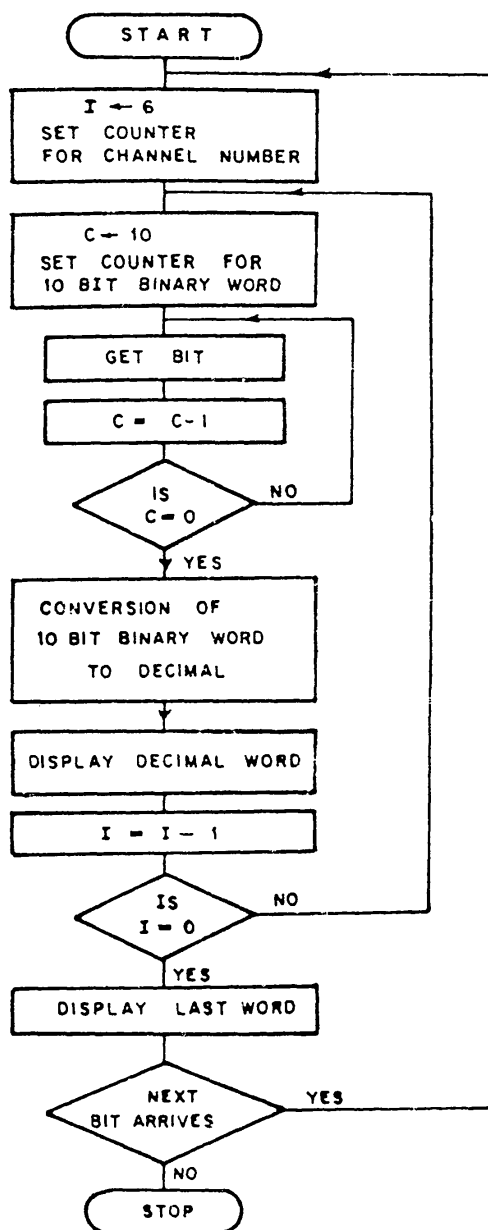 START
I ← 6
SET COUNTER
FOR CHANNEL NUMBER
C ← 10
SET COUNTER FOR
10 BIT BINARY WORD
GET BIT
C = C-1
IS
C = 0
NO
YES
CONVERSION OF
10 BIT BINARY WORD
TO DECIMAL
DISPLAY DECIMAL WORD
I = I - 1
IS
I = 0
NO
YES
DISPLAY LAST WORD
NEXT
BIT ARRIVES
YES
NO
STOP